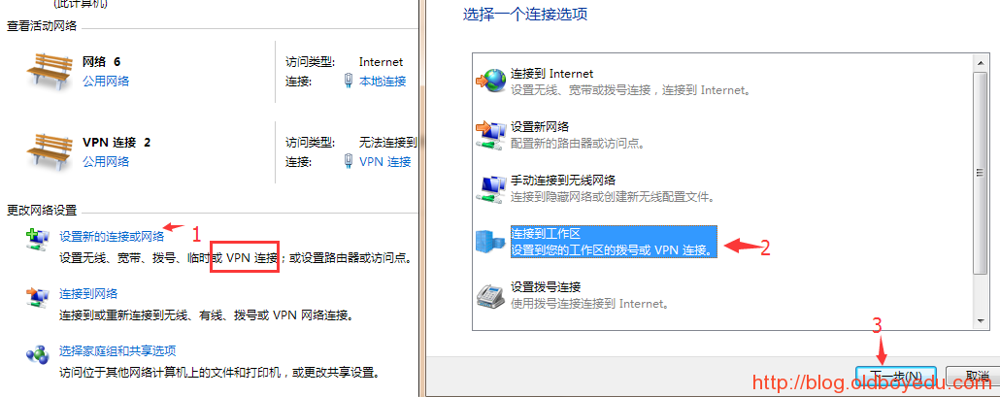 (此计算机)
查看活动网络
网络 6
公用网络
访问类型: Internet
连接: 本地连接
VPN 连接 2
公用网络
访问类型: 无法连接到
连接: VPN 连接
更改网络设置
设置新的连接或网络 1
设置无线、宽带、拨号、临时或 VPN 连接；或设置路由器或访问点。
连接到网络
连接到或重新连接到无线、有线、拨号或 VPN 网络连接。
选择家庭组和共享选项
访问位于其他网络计算机上的文件和打印机，或更改共享设置。
选择一个连接选项
连接到 Internet
设置无线、宽带或拨号连接，连接到 Internet。
设置新网络
配置新的路由器或访问点。
手动连接到无线网络
连接到隐藏网络或创建新无线配置文件。
连接到工作区
设置到您的工作区的拨号或 VPN 连接。
2
设置拨号连接
使用拨号连接连接到 Internet。
3
下一步(N) 取消
http://blog.oldboyedu.com